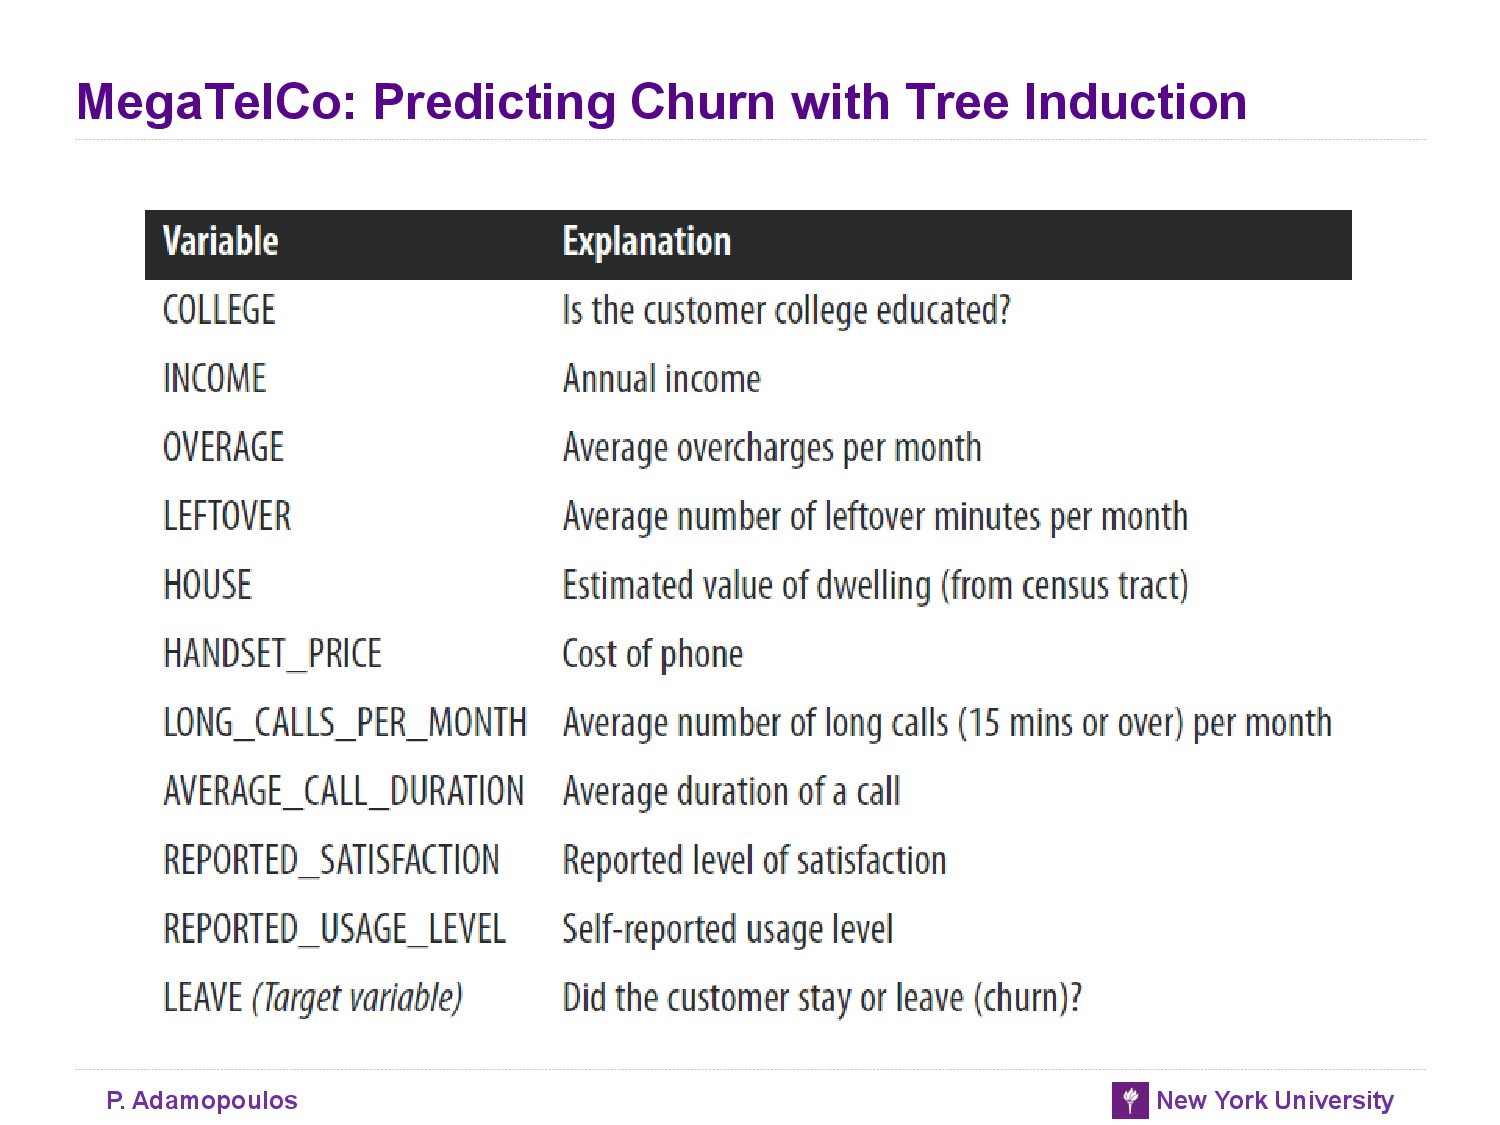 MegaTelCo: Predicting Churn with Tree Induction
Variable Explanation
COLLEGE Is the customer college educated?
INCOME Annual income
OVERAGE Average overcharges per month
LEFTOVER Average number of leftover minutes per month
HOUSE Estimated value of dwelling (from census tract)
HANDSET_PRICE Cost of phone
LONG_CALLS_PER_MONTH Average number of long calls (15 mins or over) per month
AVERAGE_CALL_DURATION Average duration of a call
REPORTED_SATISFACTION Reported level of satisfaction
REPORTED_USAGE_LEVEL Self-reported usage level
LEAVE (Target variable) Did the customer stay or leave (churn)?
P. Adamopoulos New York University